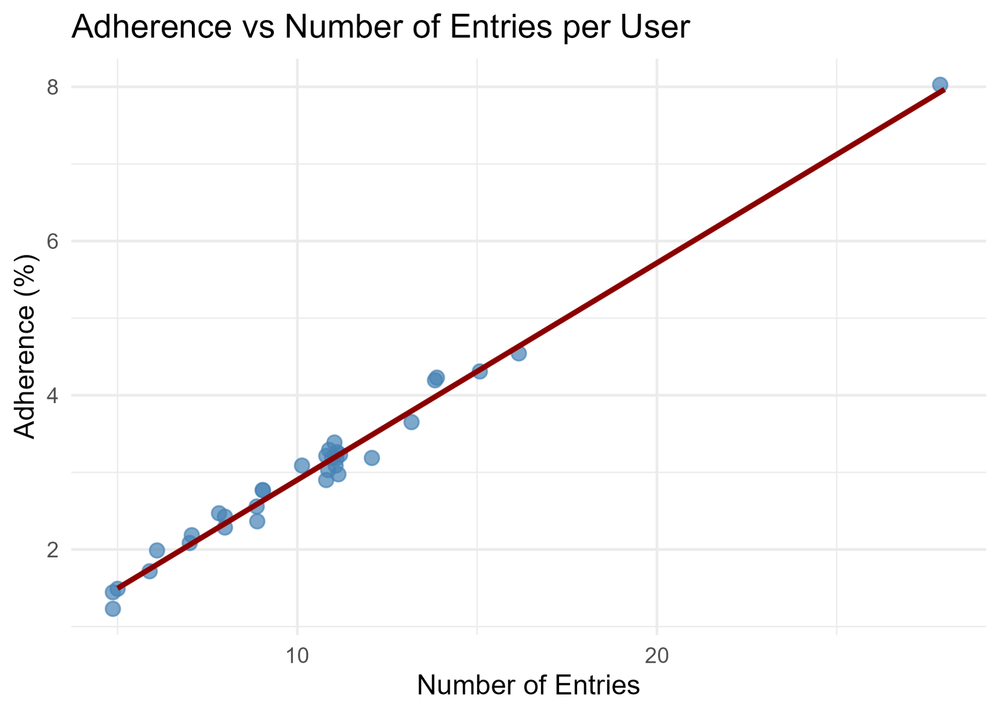 Adherence vs Number of Entries per User
8
6
4
2
Adherence (%)
10 20
Number of Entries